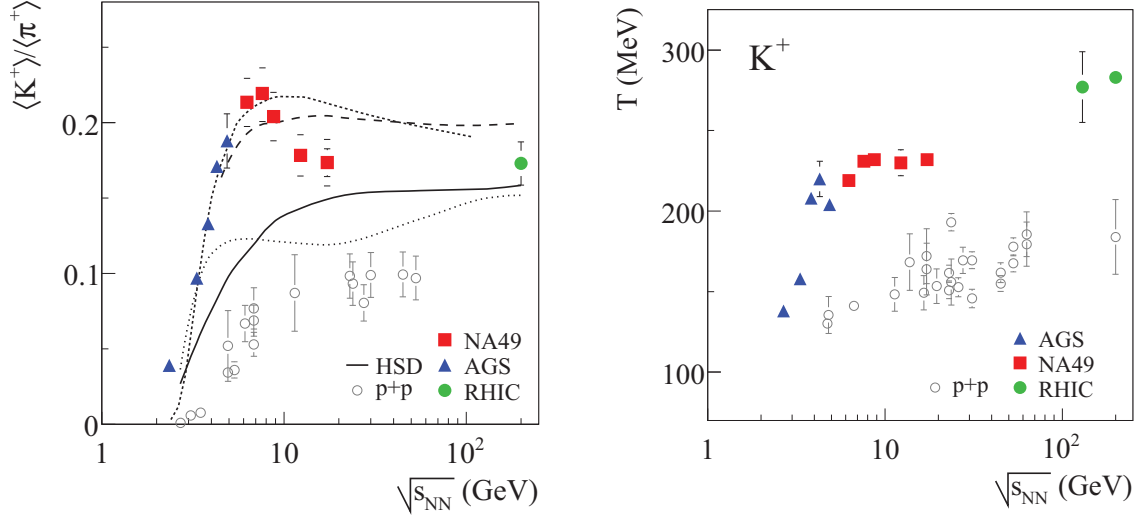 ⟨K⁺⟩/⟨π⁺⟩
0.2
0.1
0
1
10
10²
√sNN (GeV)
HSD
p+p
NA49
AGS
RHIC
T (MeV)
K⁺
300
200
100
1
10
10²
√sNN (GeV)
p+p
AGS
NA49
RHIC